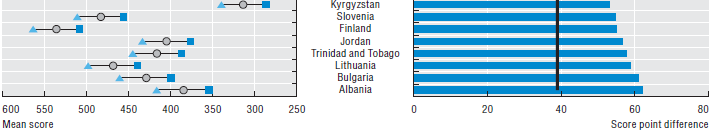 Kyrgyzstan
Slovenia
Finland
Jordan
Trinidad and Tobago
Lithuania
Bulgaria
Albania
600 550 500 450 400 350 300 250 0 20 40 60 80
Mean score Score point difference